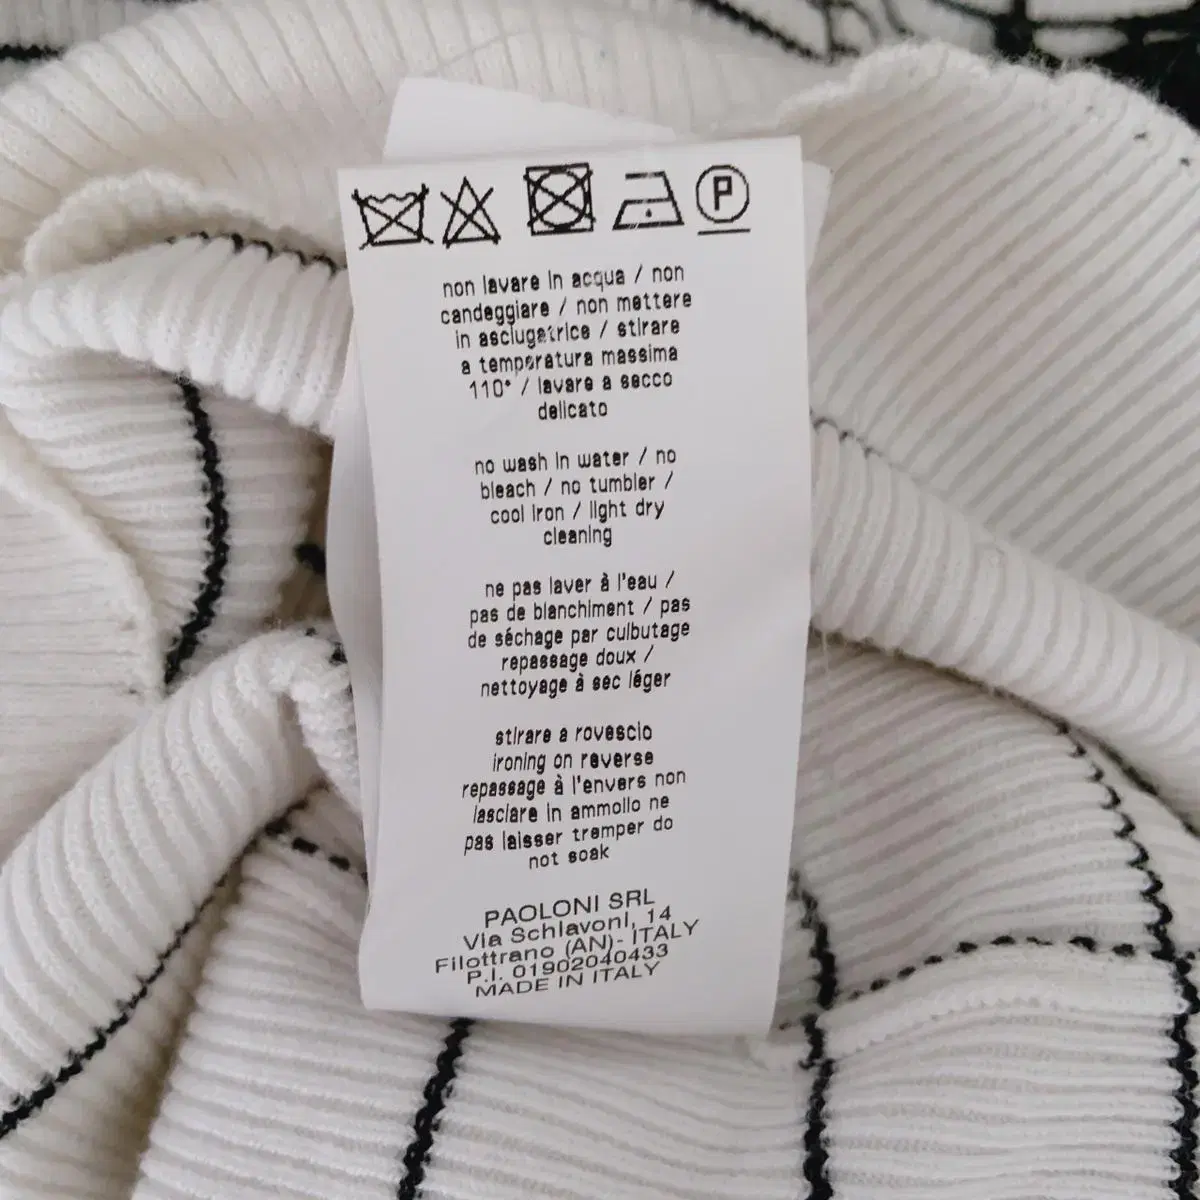 P
non lavare in acqua / non
candeggiare / non mettere
in asciugatrice / stirare
a temperatura massima
110° / lavare a secco
delicato
no wash in water / no
bleach / no tumbler /
cool iron / light dry
cleaning
ne pas laver à l'eau /
pas de blanchiment / pas
de séchage par culbutage
repassage doux /
nettoyage à sec léger
stirare a rovescio
ironing on reverse
repassage à l'envers non
lasciare in ammollo ne
pas laisser tremper do
not soak
PAOLONI SRL
Via Schiavoni, 14
Filottrano (AN)- ITALY
P.I. 01902040433
MADE IN ITALY